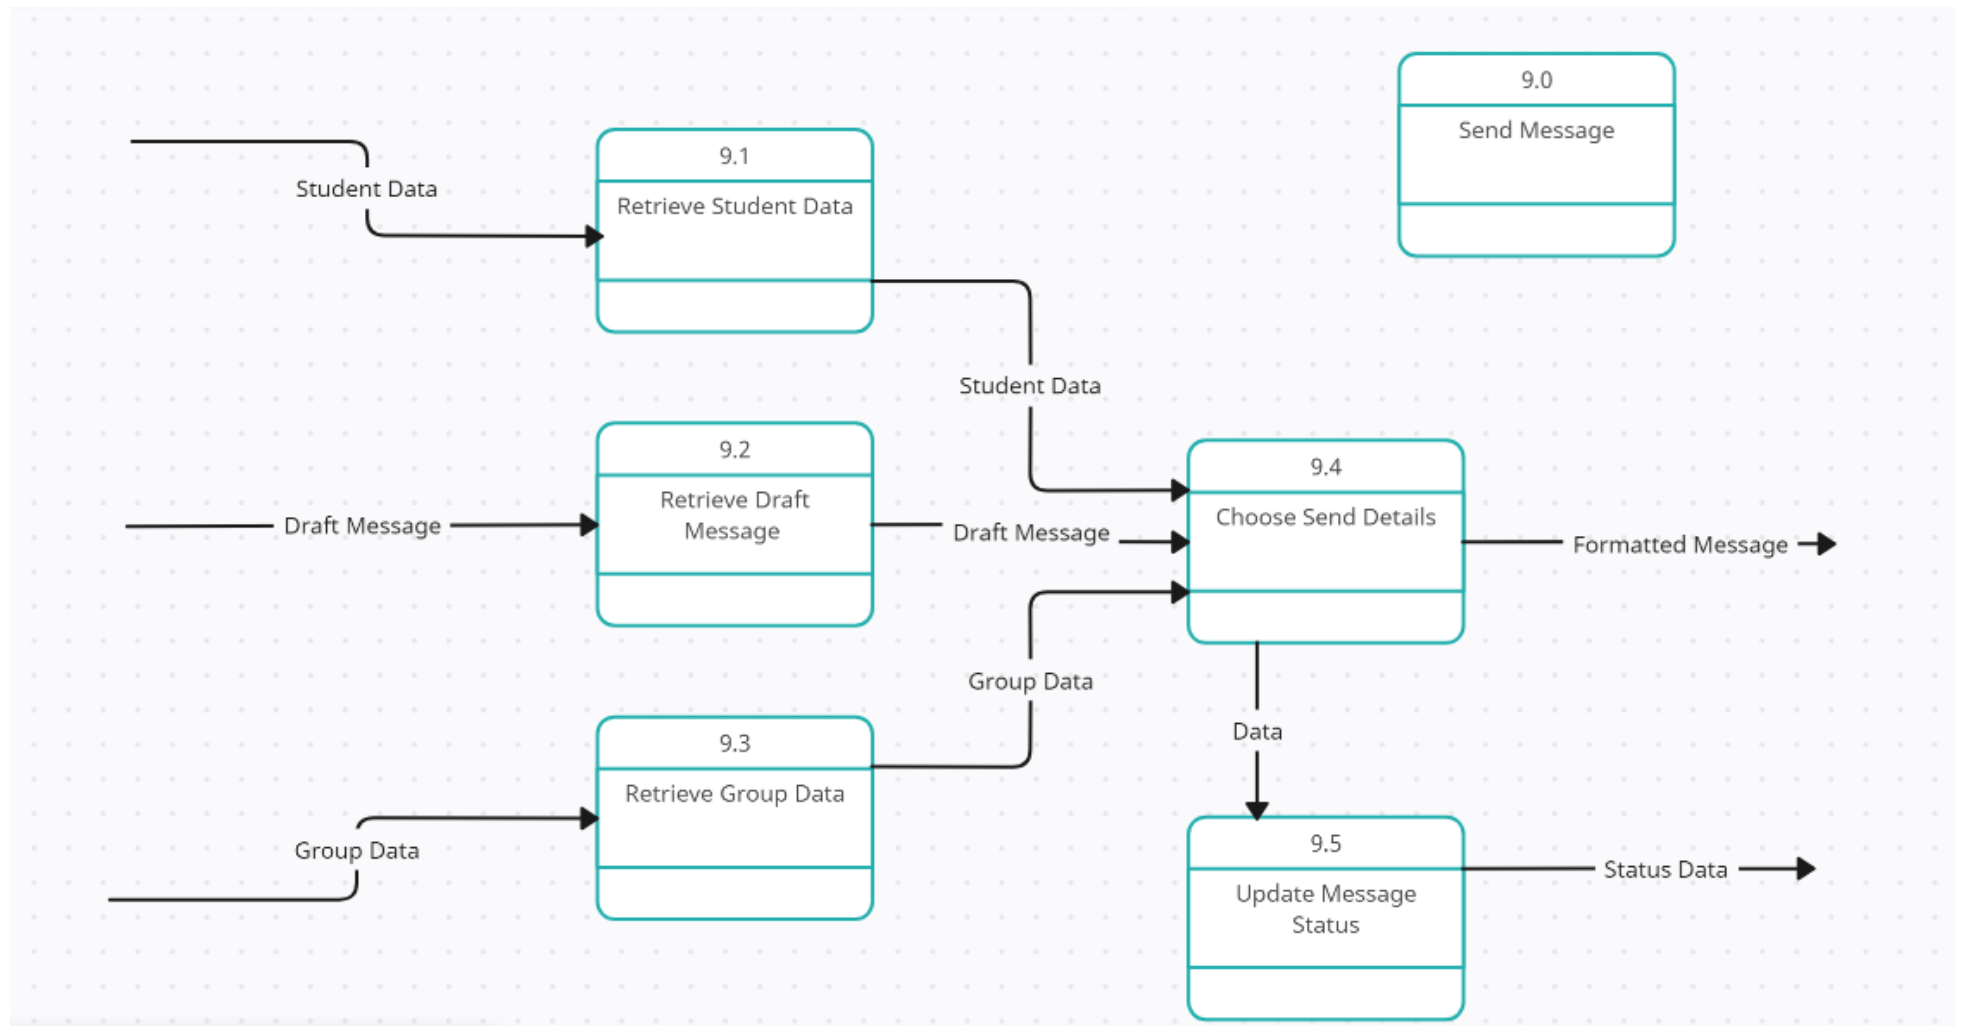 9.0
Send Message
9.1
Retrieve Student Data
Student Data
Student Data
9.2
Retrieve Draft
Message
Draft Message
Draft Message
9.4
Choose Send Details
Formatted Message
Group Data
9.3
Retrieve Group Data
Group Data
Data
9.5
Update Message
Status
Status Data